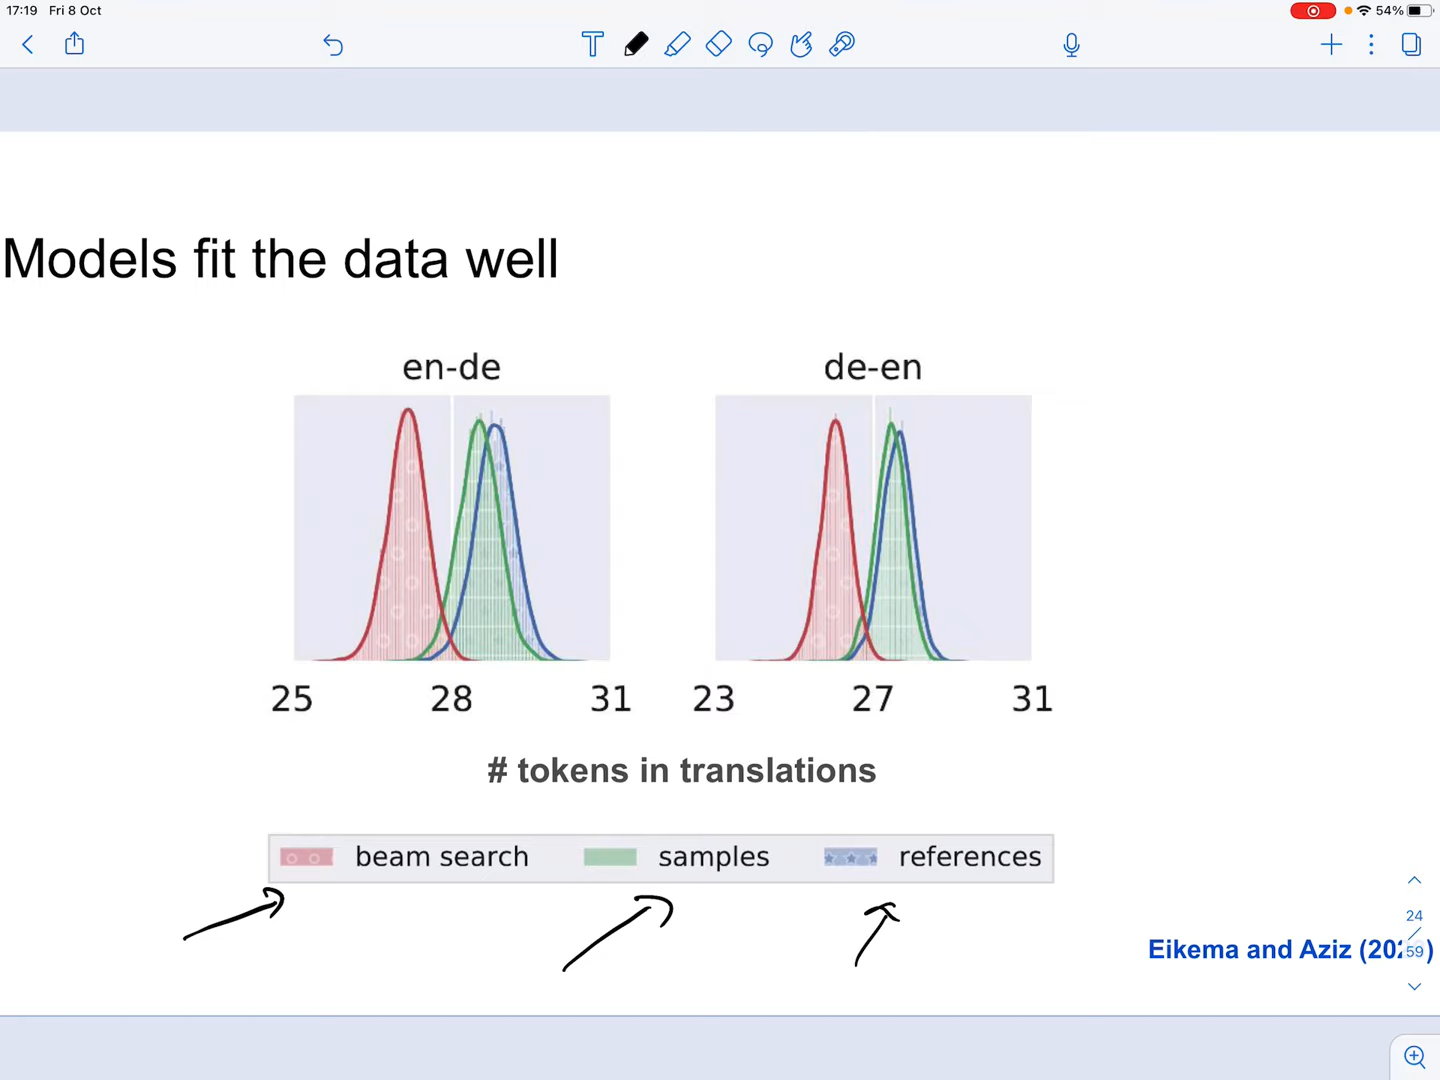 17:19 Fri 8 Oct
54%
T
Models fit the data well
en-de
de-en
25 28 31
23 27 31
# tokens in translations
beam search samples references
24
59
Eikema and Aziz (20